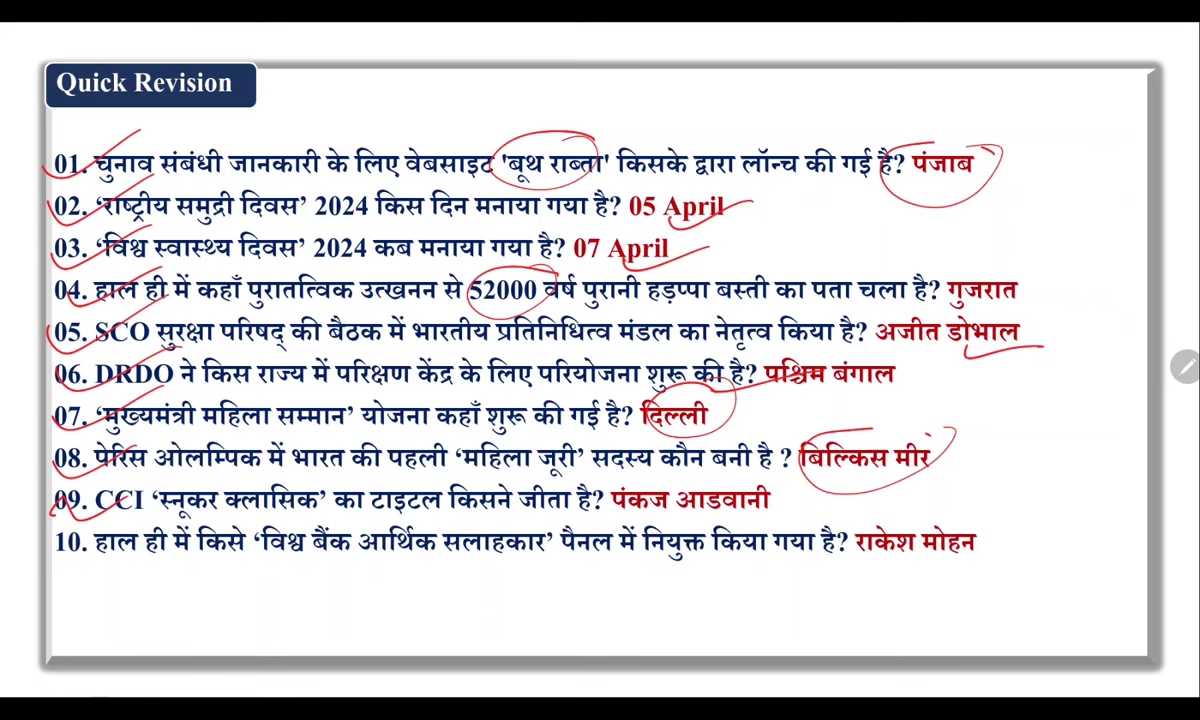 Quick Revision
01. चुनाव संबंधी जानकारी के लिए वेबसाइट 'बूथ राब्ता' किसके द्वारा लॉन्च की गई है? पंजाब
02. ‘राष्ट्रीय समुद्री दिवस’ 2024 किस दिन मनाया गया है? 05 April
03. ‘विश्व स्वास्थ्य दिवस’ 2024 कब मनाया गया है? 07 April
04. हाल ही में कहाँ पुरातत्विक उत्खनन से 52000 वर्ष पुरानी हड़प्पा बस्ती का पता चला है? गुजरात
05. SCO सुरक्षा परिषद् की बैठक में भारतीय प्रतिनिधित्व मंडल का नेतृत्व किया है? अजीत डोभाल
06. DRDO ने किस राज्य में परिक्षण केंद्र के लिए परियोजना शुरू की है? पश्चिम बंगाल
07. ‘मुख्यमंत्री महिला सम्मान’ योजना कहाँ शुरू की गई है? दिल्ली
08. पेरिस ओलम्पिक में भारत की पहली ‘महिला जूरी’ सदस्य कौन बनी है ? बिल्किस मीर
09. CCI ‘स्नूकर क्लासिक’ का टाइटल किसने जीता है? पंकज आडवानी
10. हाल ही में किसे ‘विश्व बैंक आर्थिक सलाहकार’ पैनल में नियुक्त किया गया है? राकेश मोहन